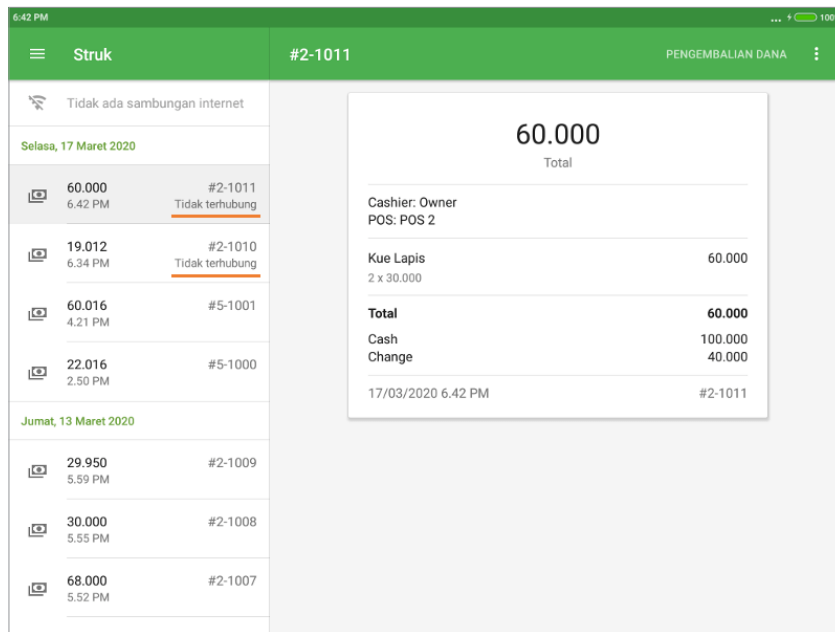 6:42 PM
... 100
Struk
#2-1011
PENGEMBALIAN DANA
Tidak ada sambungan internet
Selasa, 17 Maret 2020
60.000 #2-1011
6.42 PM Tidak terhubung
19.012 #2-1010
6.34 PM Tidak terhubung
60.016 #5-1001
4.21 PM
22.016 #5-1000
2.50 PM
Jumat, 13 Maret 2020
29.950 #2-1009
5.59 PM
30.000 #2-1008
5.55 PM
68.000 #2-1007
5.52 PM
60.000
Total
Cashier: Owner
POS: POS 2
Kue Lapis 60.000
2 x 30.000
Total 60.000
Cash 100.000
Change 40.000
17/03/2020 6.42 PM #2-1011